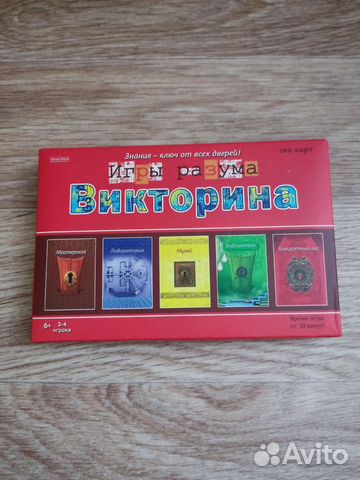 Знания – ключ от всех дверей!
100 карт
Игры разума
Викторина
Мастерская
Лаборатория
Музей
Библиотека
Концертный зал
6+
2-4
игрока
Время игры
от 30 минут
Avito